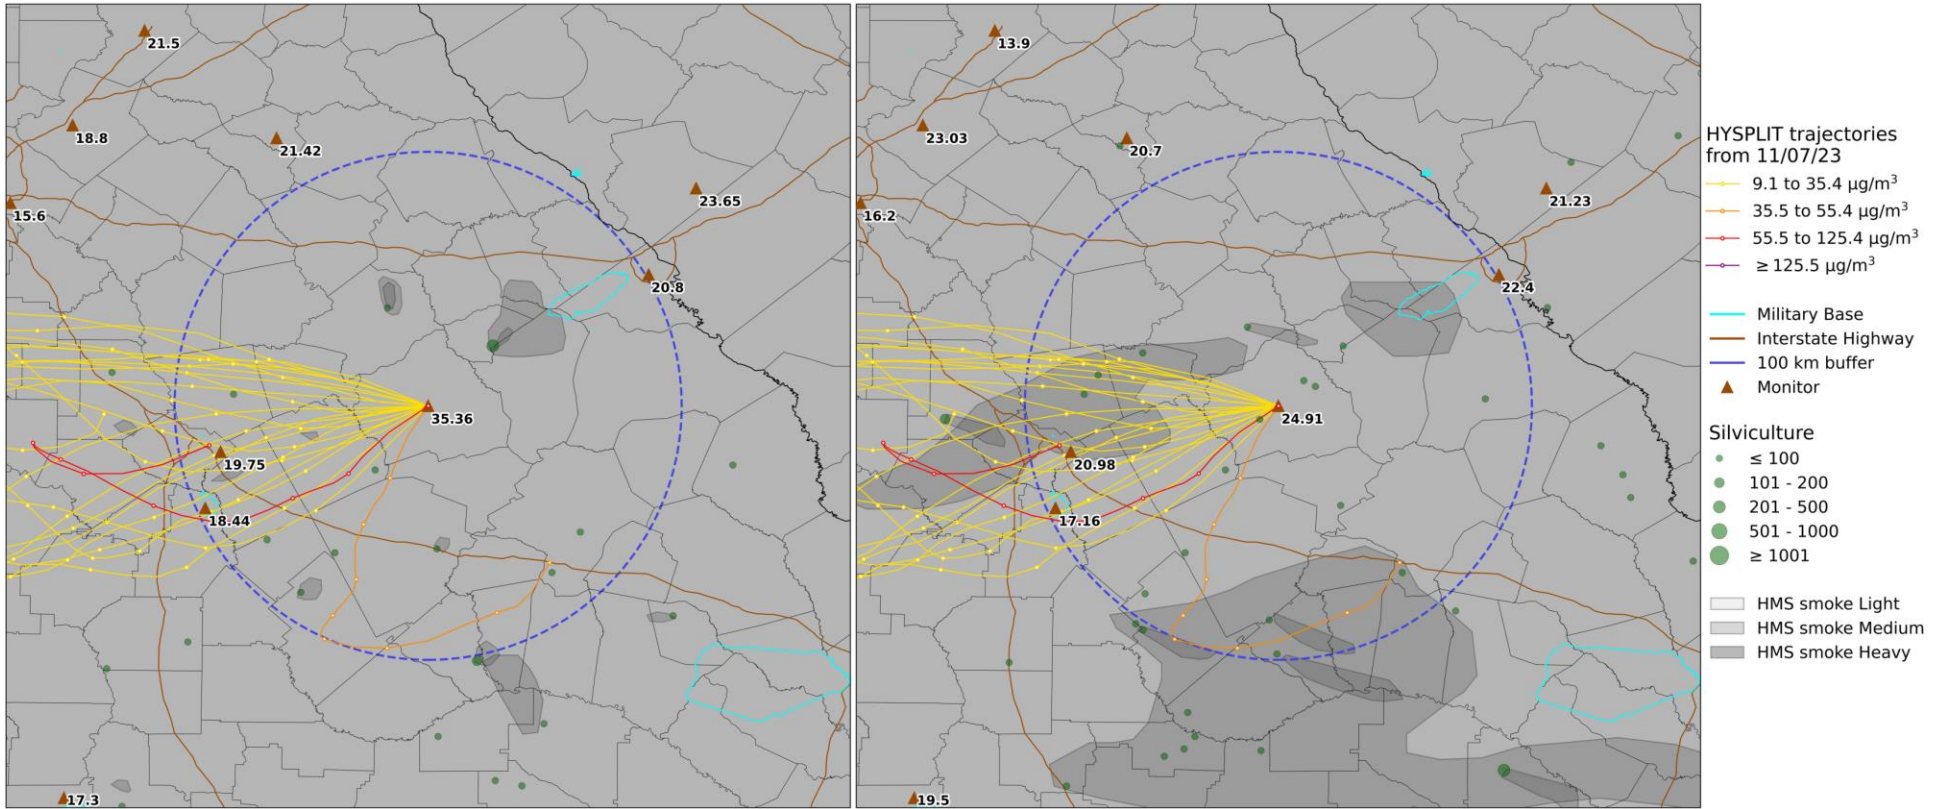 21.5
18.8
21.42
15.6
23.65
20.8
35.36
19.75
18.44
17.3
13.9
23.03
20.7
16.2
21.23
22.4
24.91
20.98
17.16
19.5
HYSPLIT trajectories
from 11/07/23
9.1 to 35.4 µg/m³
35.5 to 55.4 µg/m³
55.5 to 125.4 µg/m³
≥ 125.5 µg/m³
Military Base
Interstate Highway
100 km buffer
Monitor
Silviculture
≤ 100
101 - 200
201 - 500
501 - 1000
≥ 1001
HMS smoke Light
HMS smoke Medium
HMS smoke Heavy